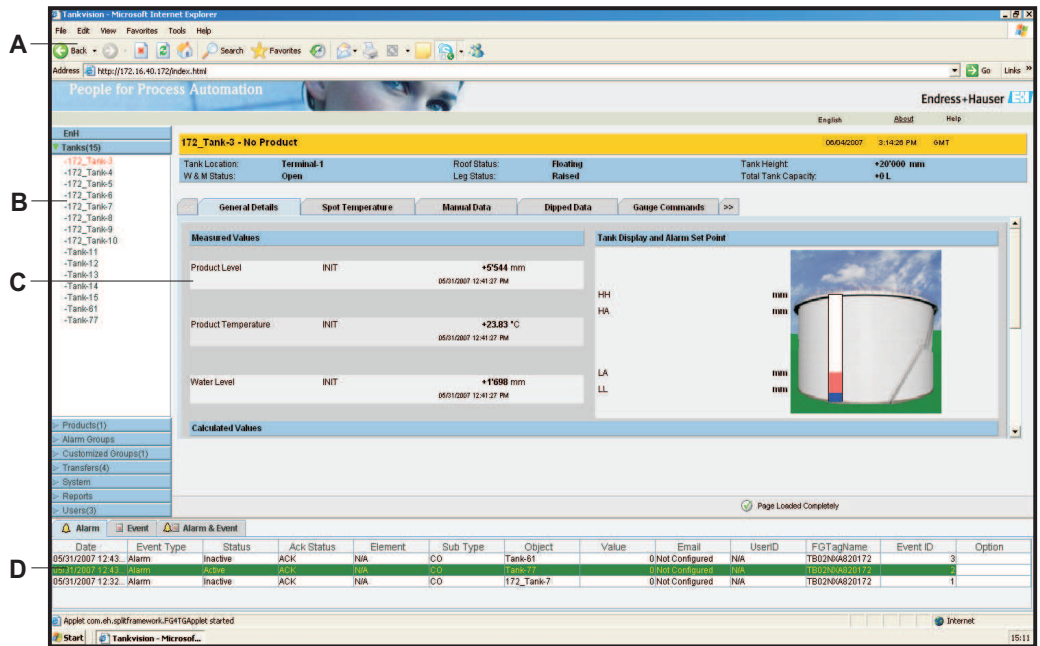 Tankvision - Microsoft Internet Explorer
File Edit View Favorites Tools Help
A
Back Search Favorites
Address http://172.16.40.172/index.html Go Links »
People for Process Automation
Endress+Hauser EH
English About Help
EnH
Tanks(15)
-172_Tank-3
-172_Tank-4
-172_Tank-5
-172_Tank-6
B
-172_Tank-7
-172_Tank-8
-172_Tank-9
-172_Tank-10
-Tank-11
-Tank-12
-Tank-13
-Tank-14
-Tank-15
-Tank-61
-Tank-77
Products(1)
Alarm Groups
Customized Groups(1)
Transfers(4)
System
Reports
Users(3)
172_Tank-3 - No Product 06/04/2007 3:14:26 PM GMT
Tank Location: Terminal-1 Roof Status: Floating Tank Height: +20'000 mm
W & M Status: Open Leg Status: Raised Total Tank Capacity: +0 L
<< General Details Spot Temperature Manual Data Dipped Data Gauge Commands >>
Measured Values
C
Product Level INIT +5'544 mm
05/31/2007 12:41:27 PM
Product Temperature INIT +23.83 °C
05/31/2007 12:41:27 PM
Water Level INIT +1'698 mm
05/31/2007 12:41:27 PM
Calculated Values
Tank Display and Alarm Set Point
HH mm
HA mm
LA mm
LL mm
Page Loaded Completely
Alarm Event Alarm & Event
Date Event Type Status Ack Status Element Sub Type Object Value Email UserID FGTagName Event ID Option
05/31/2007 12:43... Alarm Inactive ACK N/A CO Tank-61 0 Not Configured N/A TB02NXA820172 3
D
05/31/2007 12:43... Alarm Active ACK N/A CO Tank-77 0 Not Configured N/A TB02NXA820172 2
05/31/2007 12:32... Alarm Inactive ACK N/A CO 172_Tank-7 0 Not Configured N/A TB02NXA820172 1
Applet com.eh.splitframework.FG4TGApplet started Internet
Start Tankvision - Microsof... 15:11